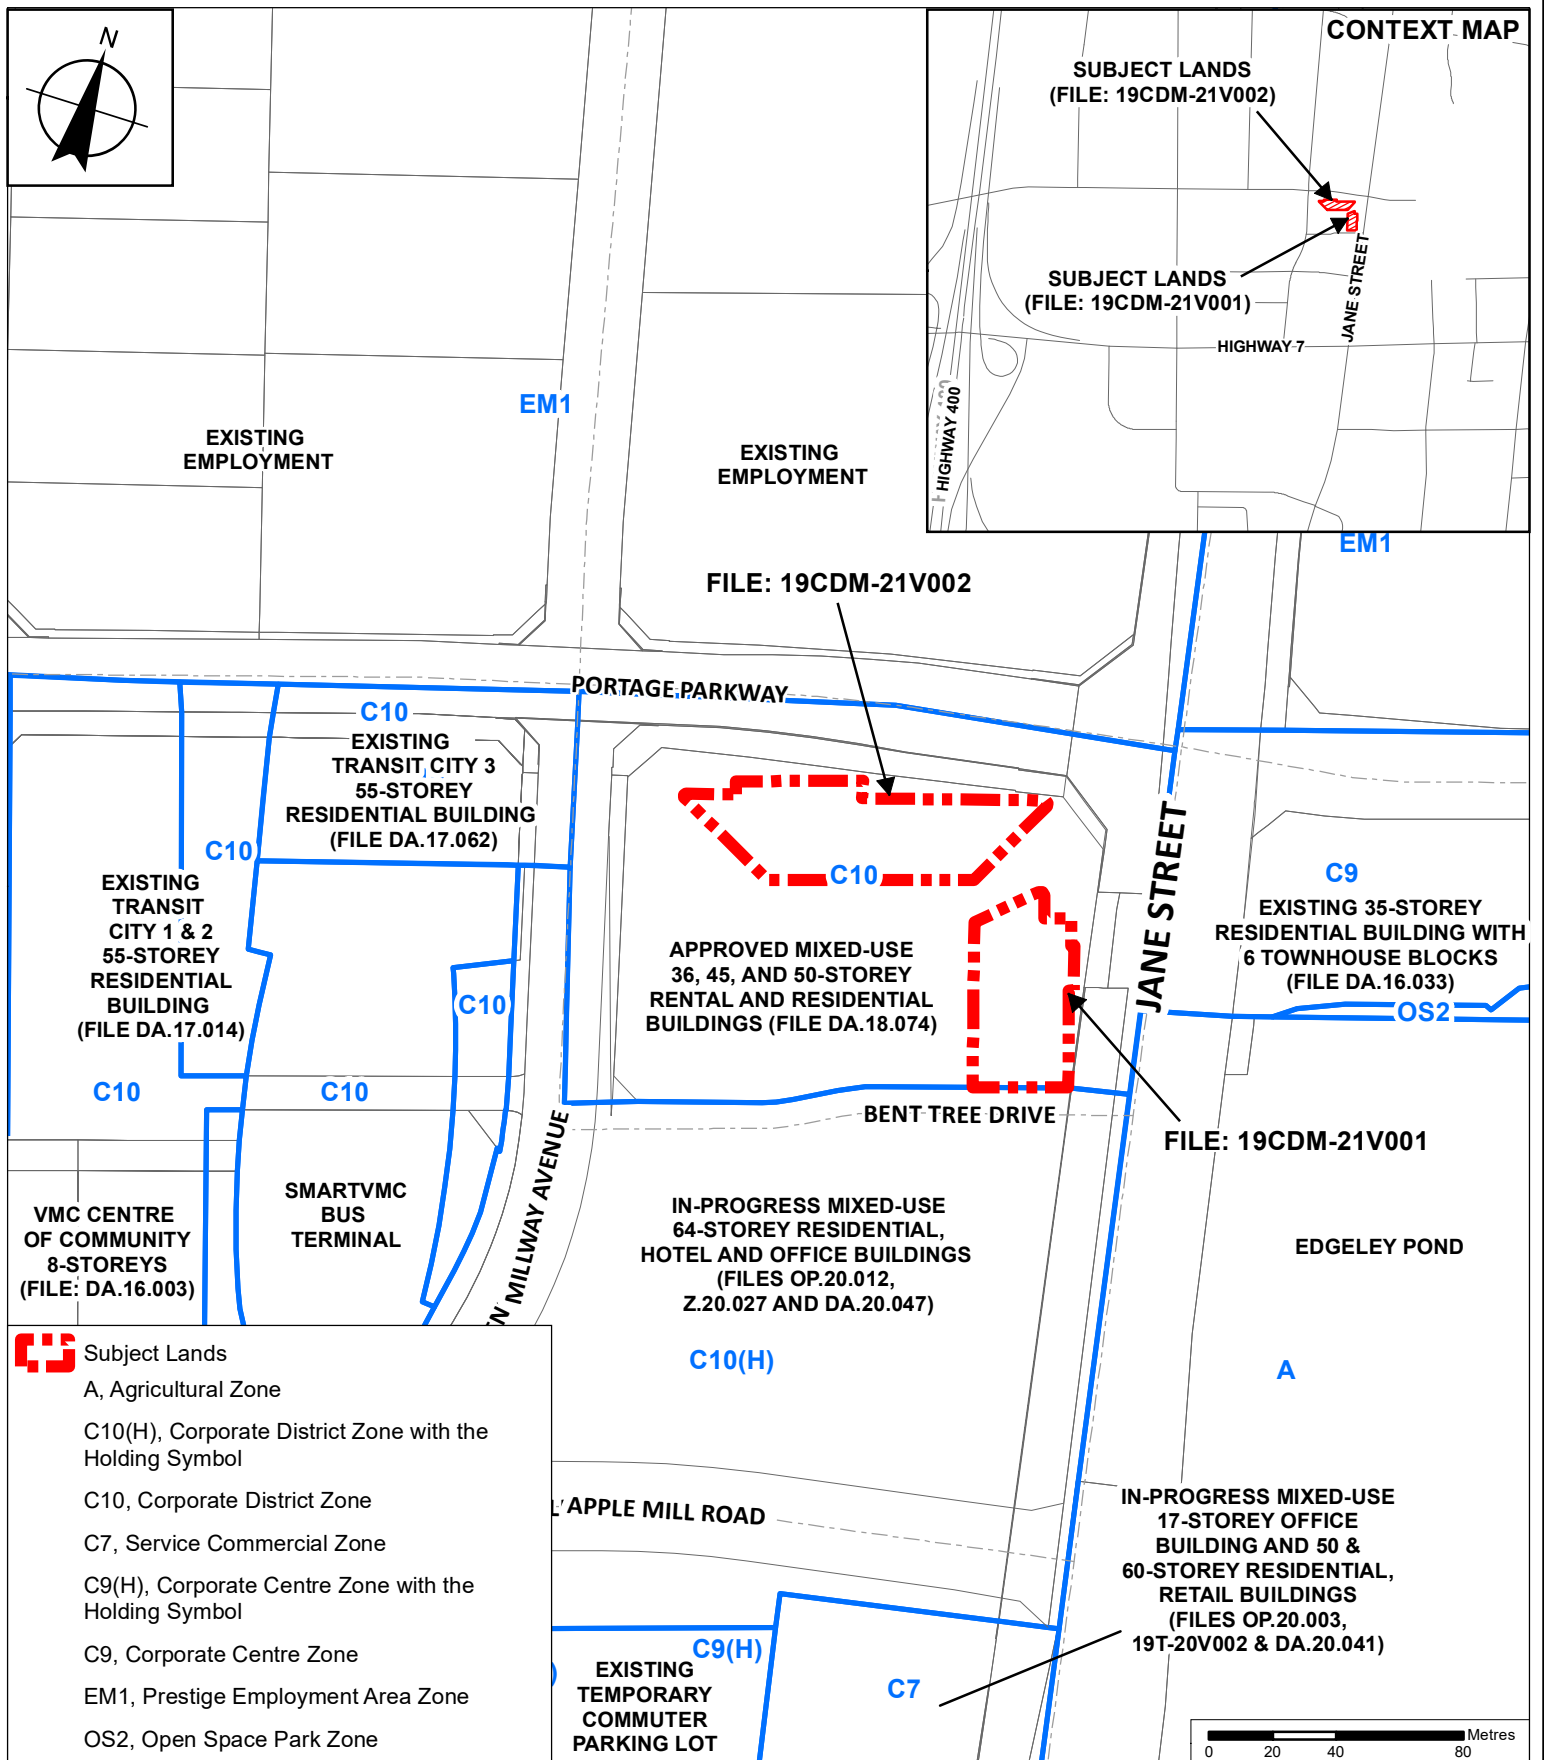 N
CONTEXT MAP
SUBJECT LANDS
(FILE: 19CDM-21V002)
SUBJECT LANDS
(FILE: 19CDM-21V001)
JANE STREET
HIGHWAY 7
HIGHWAY 400
EM1
EXISTING
EMPLOYMENT
EXISTING
EMPLOYMENT
EM1
FILE: 19CDM-21V002
PORTAGE PARKWAY
C10
EXISTING
TRANSIT CITY 3
55-STOREY
RESIDENTIAL BUILDING
(FILE DA.17.062)
C10
C10
JANE STREET
C9
EXISTING
TRANSIT
CITY 1 & 2
55-STOREY
RESIDENTIAL
BUILDING
(FILE DA.17.014)
EXISTING 35-STOREY
RESIDENTIAL BUILDING WITH
6 TOWNHOUSE BLOCKS
(FILE DA.16.033)
APPROVED MIXED-USE
36, 45, AND 50-STOREY
RENTAL AND RESIDENTIAL
BUILDINGS (FILE DA.18.074)
C10
OS2
C10
C10
BENT TREE DRIVE
FILE: 19CDM-21V001
MILLWAY AVENUE
VMC CENTRE
OF COMMUNITY
8-STOREYS
(FILE: DA.16.003)
SMARTVMC
BUS
TERMINAL
IN-PROGRESS MIXED-USE
64-STOREY RESIDENTIAL,
HOTEL AND OFFICE BUILDINGS
(FILES OP.20.012,
Z.20.027 AND DA.20.047)
EDGELEY POND
C10(H)
A
APPLE MILL ROAD
IN-PROGRESS MIXED-USE
17-STOREY OFFICE
BUILDING AND 50 &
60-STOREY RESIDENTIAL,
RETAIL BUILDINGS
(FILES OP.20.003,
19T-20V002 & DA.20.041)
C9(H)
EXISTING
TEMPORARY
COMMUTER
PARKING LOT
C7
Subject Lands
A, Agricultural Zone
C10(H), Corporate District Zone with the
Holding Symbol
C10, Corporate District Zone
C7, Service Commercial Zone
C9(H), Corporate Centre Zone with the
Holding Symbol
C9, Corporate Centre Zone
EM1, Prestige Employment Area Zone
OS2, Open Space Park Zone
Metres
0 20 40 80